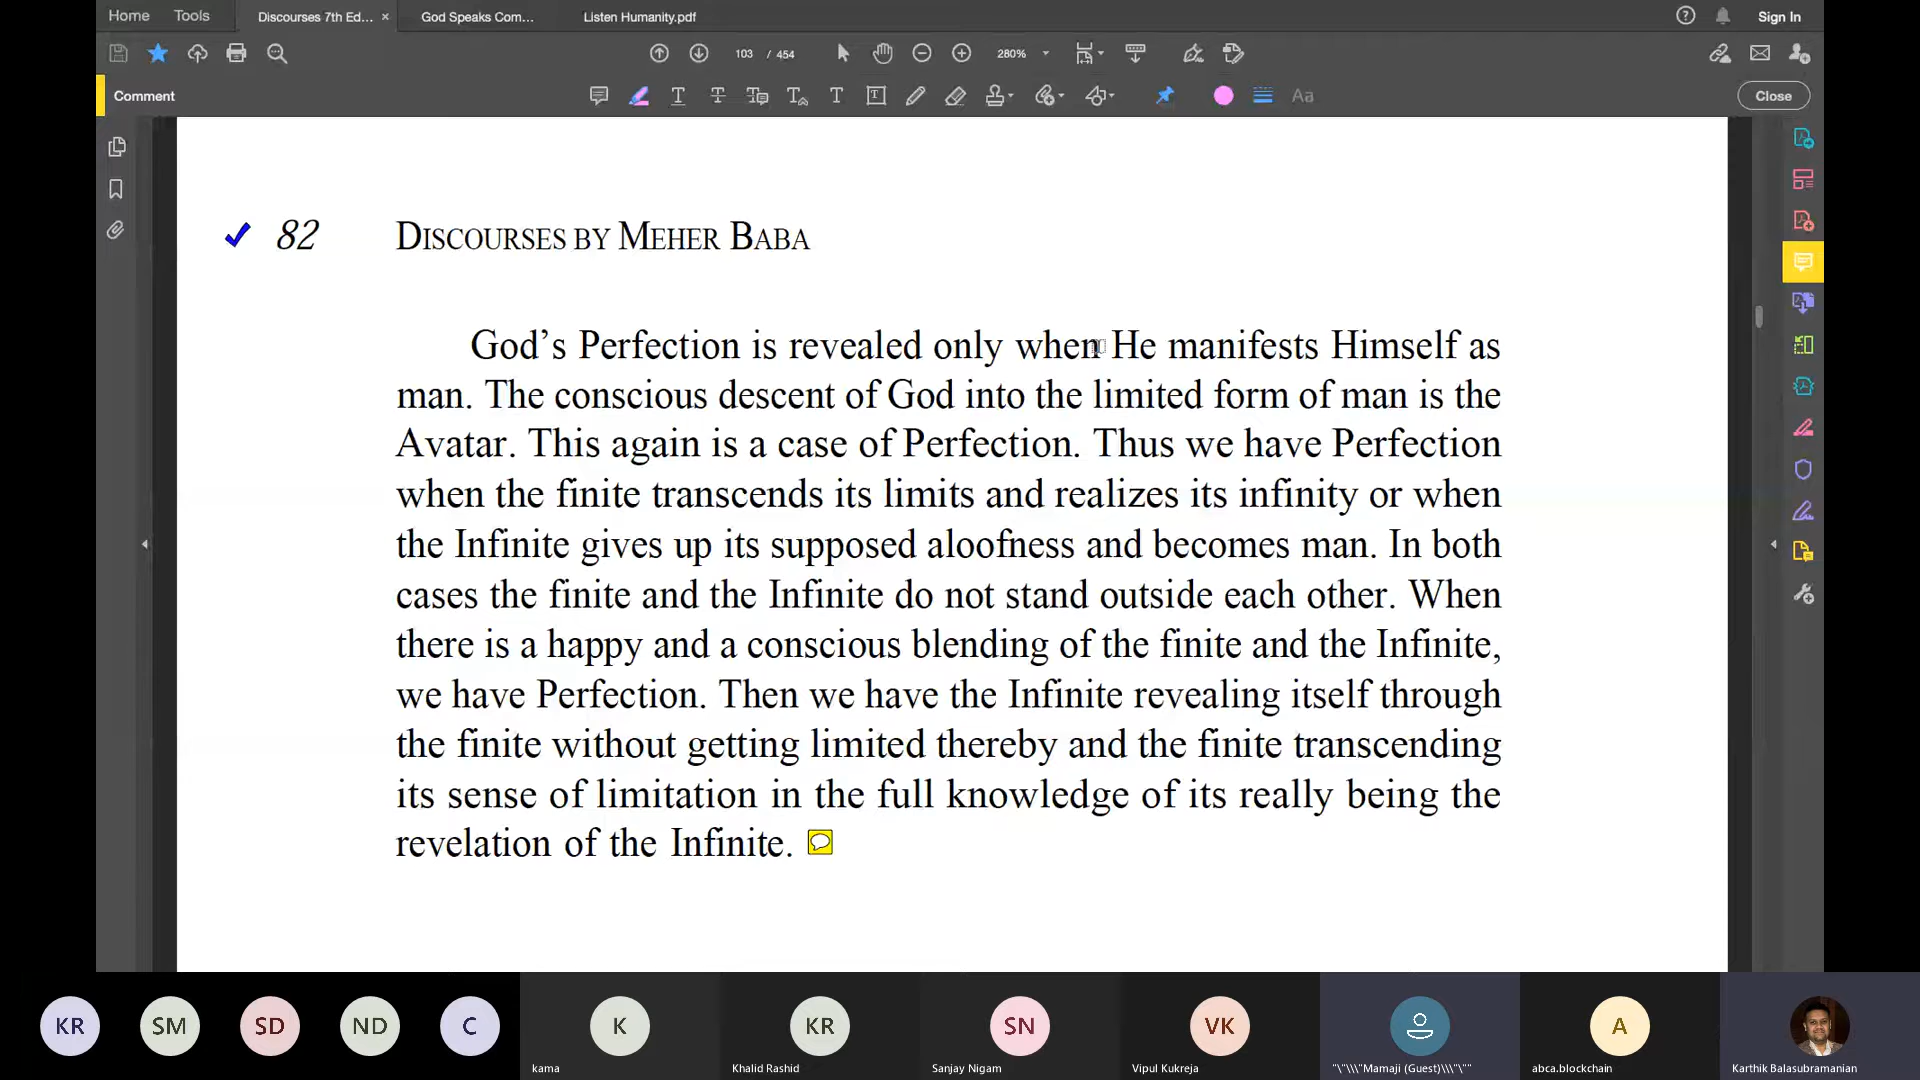 Home Tools Discourses 7th Ed... × God Speaks Com... Listen Humanity.pdf Sign In
103 / 454 280%
Comment Aa Close
82 DISCOURSES BY MEHER BABA
God’s Perfection is revealed only when He manifests Himself as
man. The conscious descent of God into the limited form of man is the
Avatar. This again is a case of Perfection. Thus we have Perfection
when the finite transcends its limits and realizes its infinity or when
the Infinite gives up its supposed aloofness and becomes man. In both
cases the finite and the Infinite do not stand outside each other. When
there is a happy and a conscious blending of the finite and the Infinite,
we have Perfection. Then we have the Infinite revealing itself through
the finite without getting limited thereby and the finite transcending
its sense of limitation in the full knowledge of its really being the
revelation of the Infinite.
KR SM SD ND C K KR SN VK A
kama Khalid Rashid Sanjay Nigam Vipul Kukreja "\"\\\"Mamaji (Guest)\\\"\"" abca.blockchain Karthik Balasubramanian